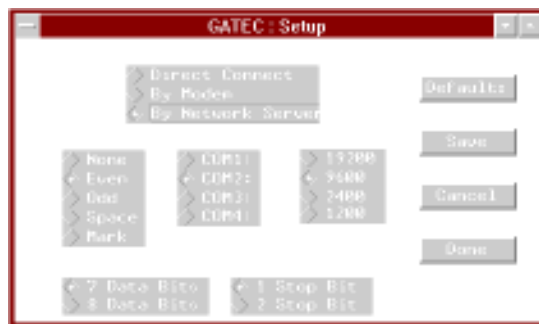 GATEC : Setup
Direct Connect
By Modem
By Network Server
Defaults
Save
Cancel
Done
None
Even
Odd
Space
Mark
COM1:
COM2:
COM3:
COM4:
19200
9600
2400
1200
7 Data Bits
8 Data Bits
1 Stop Bit
2 Stop Bit